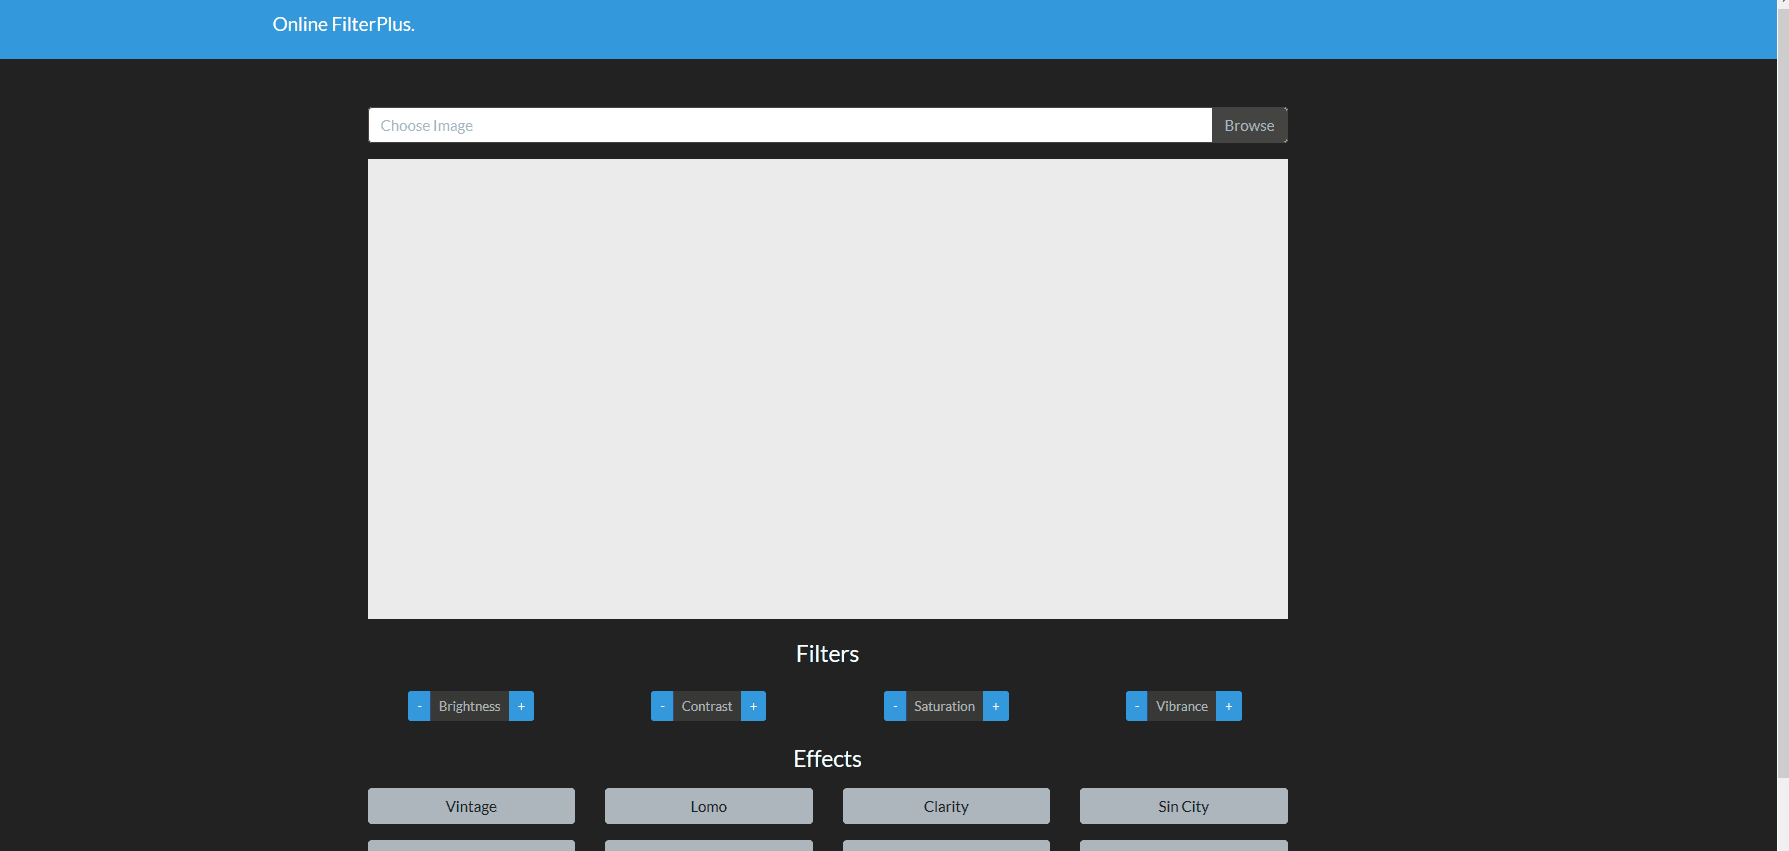 Online FilterPlus.
Choose Image Browse
Filters
- Brightness + - Contrast + - Saturation + - Vibrance +
Effects
Vintage Lomo Clarity Sin City